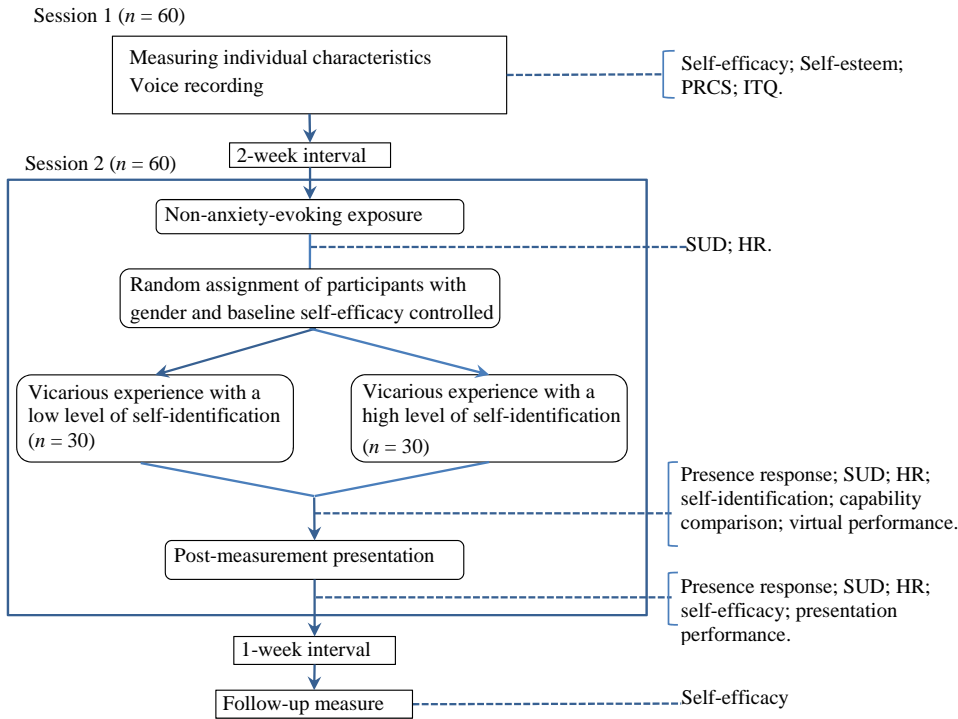 Session 1 (n = 60)
Measuring individual characteristics
Voice recording
Self-efficacy; Self-esteem;
PRCS; ITQ.
2-week interval
Session 2 (n = 60)
Non-anxiety-evoking exposure
SUD; HR.
Random assignment of participants with
gender and baseline self-efficacy controlled
Vicarious experience with a
low level of self-identification
(n = 30)
Vicarious experience with a
high level of self-identification
(n = 30)
Presence response; SUD; HR;
self-identification; capability
comparison; virtual performance.
Post-measurement presentation
Presence response; SUD; HR;
self-efficacy; presentation
performance.
1-week interval
Follow-up measure
Self-efficacy